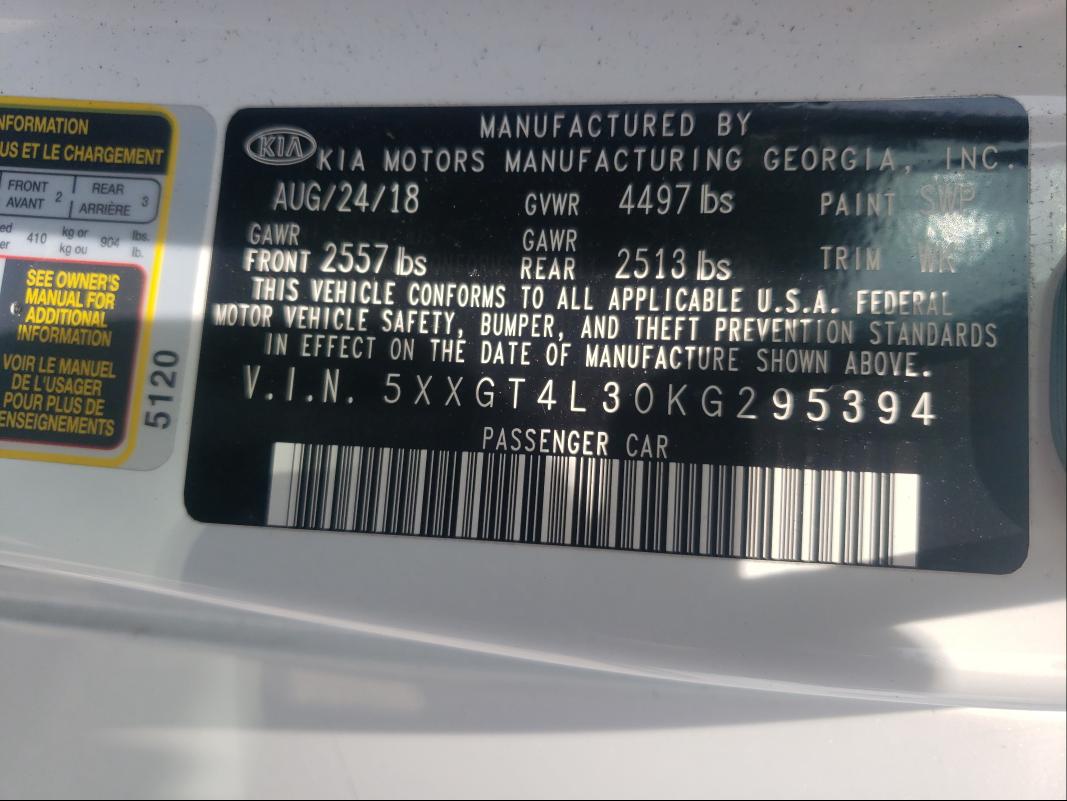 NFORMATION
US ET LE CHARGEMENT
FRONT
AVANT 2 REAR
ARRIÈRE 3
410 kg or
kg ou 904 lbs.
lb.
SEE OWNER'S
MANUAL FOR
ADDITIONAL
INFORMATION
VOIR LE MANUEL
DE L'USAGER
POUR PLUS DE
ENSEIGNEMENTS
5120
MANUFACTURED BY
KIA KIA MOTORS MANUFACTURING GEORGIA, INC.
AUG/24/18 GVWR 4497 lbs PAINT SWP
GAWR
FRONT 2557 lbs GAWR
REAR 2513 lbs TRIM WK
THIS VEHICLE CONFORMS TO ALL APPLICABLE U.S.A. FEDERAL
MOTOR VEHICLE SAFETY, BUMPER, AND THEFT PREVENTION STANDARDS
IN EFFECT ON THE DATE OF MANUFACTURE SHOWN ABOVE.
V.I.N. 5XXGT4L30KG295394
PASSENGER CAR